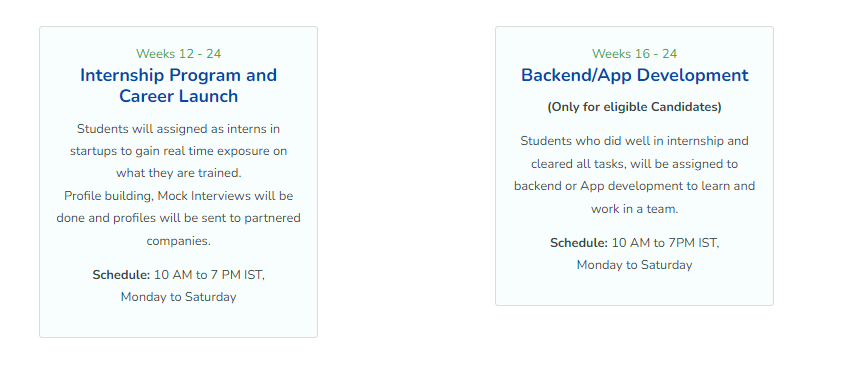 Weeks 12 - 24
Internship Program and
Career Launch
Students will assigned as interns in
startups to gain real time exposure on
what they are trained.
Profile building, Mock Interviews will be
done and profiles will be sent to partnered
companies.
Schedule: 10 AM to 7 PM IST,
Monday to Saturday
Weeks 16 - 24
Backend/App Development
(Only for eligible Candidates)
Students who did well in internship and
cleared all tasks, will be assigned to
backend or App development to learn and
work in a team.
Schedule: 10 AM to 7PM IST,
Monday to Saturday